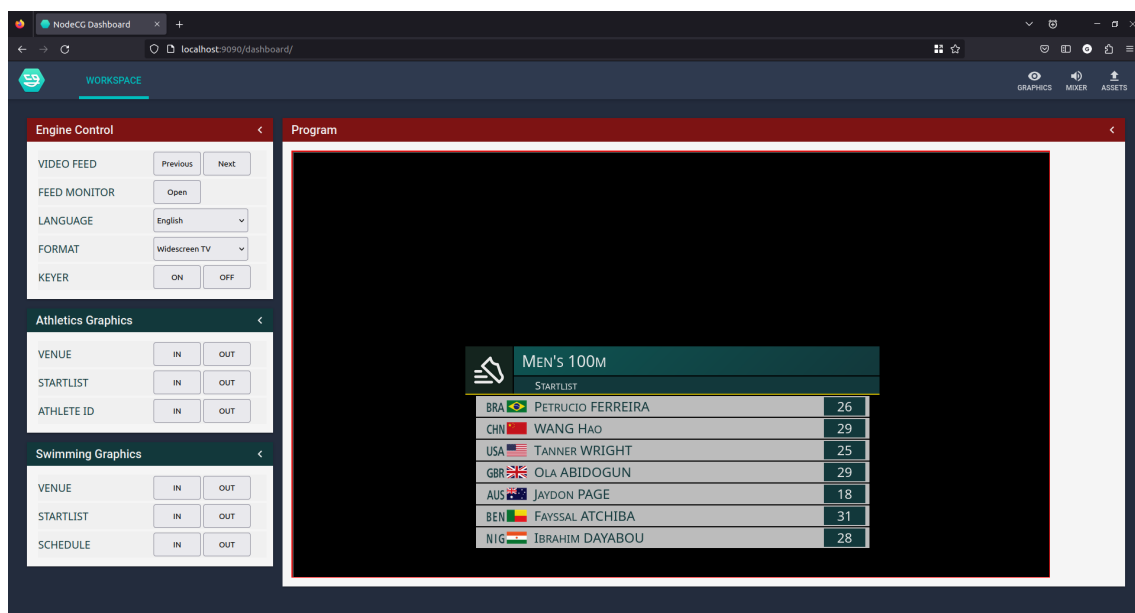 NodeCG Dashboard
localhost:9090/dashboard/
WORKSPACE
GRAPHICS MIXER ASSETS
Engine Control
VIDEO FEED Previous Next
FEED MONITOR Open
LANGUAGE English
FORMAT Widescreen TV
KEYER ON OFF
Athletics Graphics
VENUE IN OUT
STARTLIST IN OUT
ATHLETE ID IN OUT
Swimming Graphics
VENUE IN OUT
STARTLIST IN OUT
SCHEDULE IN OUT
Program
MEN'S 100M
STARTLIST
BRA PETRUCIO FERREIRA 26
CHN WANG HAO 29
USA TANNER WRIGHT 25
GBR OLA ABIDOGUN 29
AUS JAYDON PAGE 18
BEN FAYSSAL ATCHIBA 31
NIG IBRAHIM DAYABOU 28